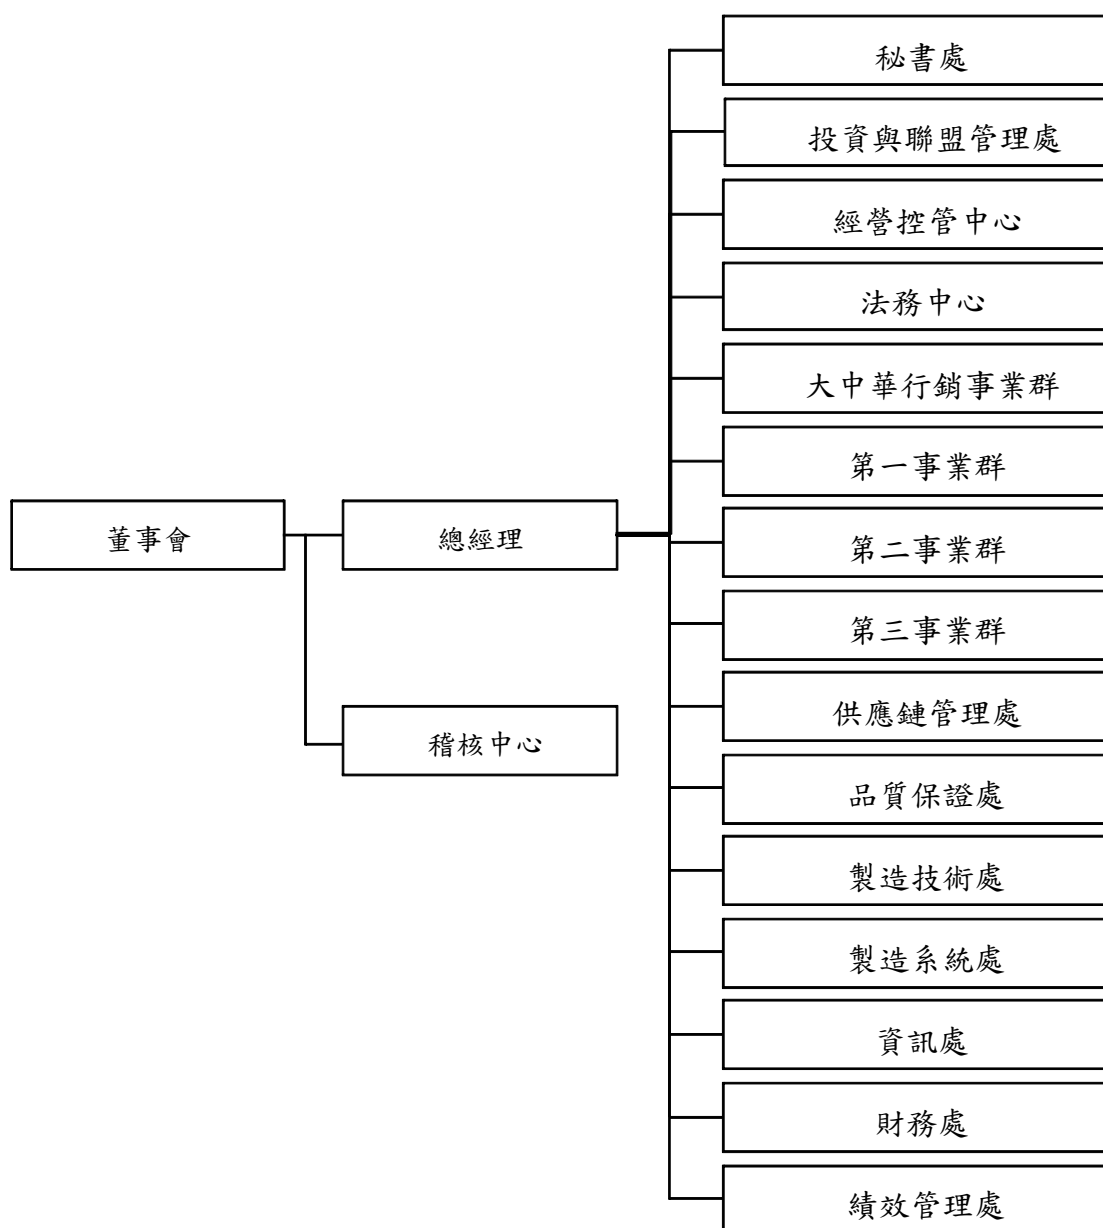 秘書處
投資與聯盟管理處
經營控管中心
法務中心
大中華行銷事業群
第一事業群
董事會
總經理
第二事業群
第三事業群
供應鏈管理處
稽核中心
品質保證處
製造技術處
製造系統處
資訊處
財務處
績效管理處